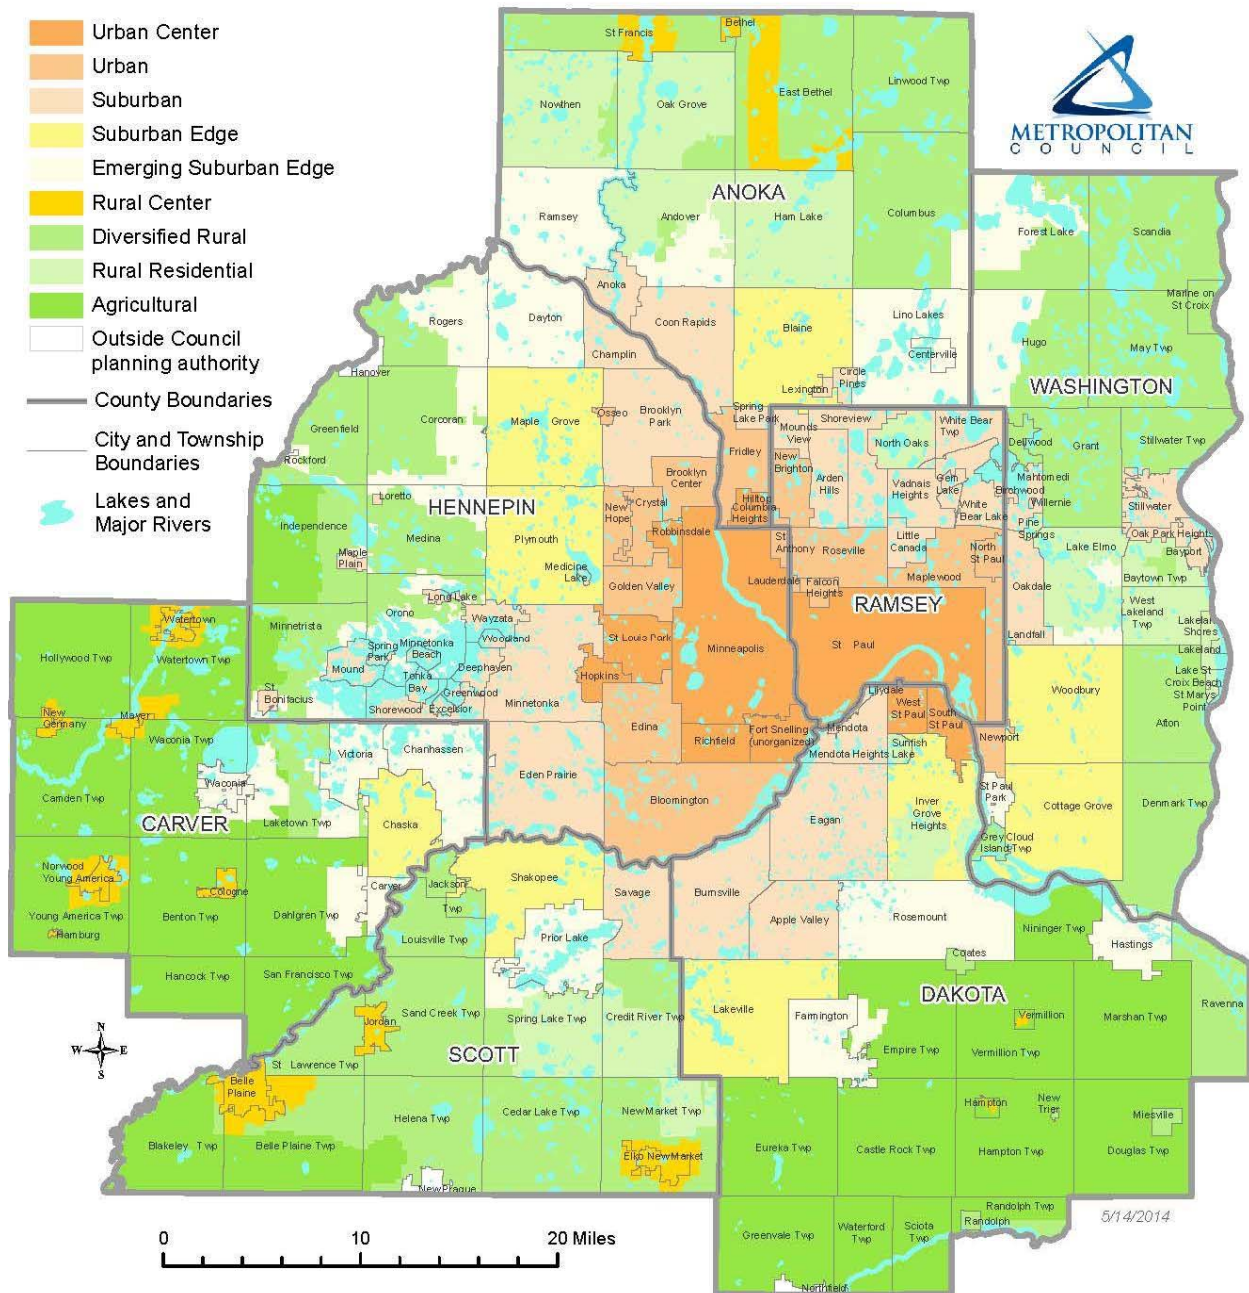 Urban Center
Urban
Suburban
Suburban Edge
Emerging Suburban Edge
Rural Center
Diversified Rural
Rural Residential
Agricultural
Outside Council
planning authority
County Boundaries
City and Township
Boundaries
Lakes and
Major Rivers
METROPOLITAN
COUNCIL
St Francis
Bethel
Nowthen
Oak Grove
East Bethel
Linwood Twp
ANOKA
Ramsey
Andover
Ham Lake
Columbus
Forest Lake
Scandia
Anoka
Marine on
St Croix
Rogers
Dayton
Coon Rapids
Blaine
Lino Lakes
Centerville
Hugo
May Twp
Champlin
Hanover
Circle
Pines
Lexington
WASHINGTON
Corcoran
Maple Grove
Osseo
Brooklyn
Park
Spring
Lake Park
Mounds
View
Shoreview
White Bear
Twp
Greenfield
Fridley
North Oaks
Dellwood
Grant
Stillwater Twp
Rockford
New
Brighton
Arden
Hills
Vadnais
Heights
Gem
Lake
Mahtomedi
Birchwood
Willernie
Loretto
HENNEPIN
Brooklyn
Center
Crystal
New
Hope
Hilltop
Columbia
Heights
White
Bear Lake
Pine
Springs
Stillwater
Independence
Medina
Plymouth
Robbinsdale
St
Anthony
Roseville
Little
Canada
North
St Paul
Lake Elmo
Oak Park Heights
Bayport
Maple
Plain
Medicine
Lake
Golden Valley
Lauderdale
Falcon
Heights
Maplewood
Oakdale
Baytown Twp
Long Lake
Orono
RAMSEY
West
Lakeland
Twp
Minnetrista
Wayzata
Woodland
Landfall
Lakeland
Shores
Lakeland
Watertown
Hollywood Twp
Watertown Twp
Spring
Park
Minnetonka
Beach
Mound
Deephaven
Tonka
Bay
Greenwood
Excelsior
Shorewood
St
Bonifacius
Minnetonka
St Louis Park
Hopkins
Minneapolis
St Paul
Woodbury
Lake St
Croix Beach
St Marys
Point
Afton
New
Germany
Mayer
Waconia Twp
Victoria
Chanhassen
Edina
Richfield
Fort Snelling
(unorganized)
Lilydale
West
St Paul
South
St Paul
Mendota
Mendota Heights
Sunfish
Lake
Newport
Waconia
Eden Prairie
Bloomington
St Paul
Park
Camden Twp
CARVER
Laketown Twp
Chaska
Eagan
Inver
Grove
Heights
Cottage Grove
Denmark Twp
Grey Cloud
Island Twp
Norwood
Young America
Cologne
Carver
Jackson
Twp
Shakopee
Savage
Burnsville
Apple Valley
Rosemount
Young America Twp
Benton Twp
Dahlgren Twp
Hamburg
Louisville Twp
Prior Lake
Nininger Twp
Hastings
Coates
Hancock Twp
San Francisco Twp
DAKOTA
Ravenna
Jordan
Sand Creek Twp
Spring Lake Twp
Credit River Twp
Lakeville
Farmington
Vermillion
Marshan Twp
N
W E
S
SCOTT
St Lawrence Twp
Empire Twp
Vermillion Twp
Belle
Plaine
Helena Twp
Cedar Lake Twp
New Market Twp
Hampton
New
Trier
Miesville
Blakeley Twp
Belle Plaine Twp
Elko New Market
Eureka Twp
Castle Rock Twp
Hampton Twp
Douglas Twp
New Prague
Randolph Twp
Randolph
5/14/2014
Greenvale Twp
Waterford
Twp
Sciota
Twp
0 10 20 Miles
Northfield